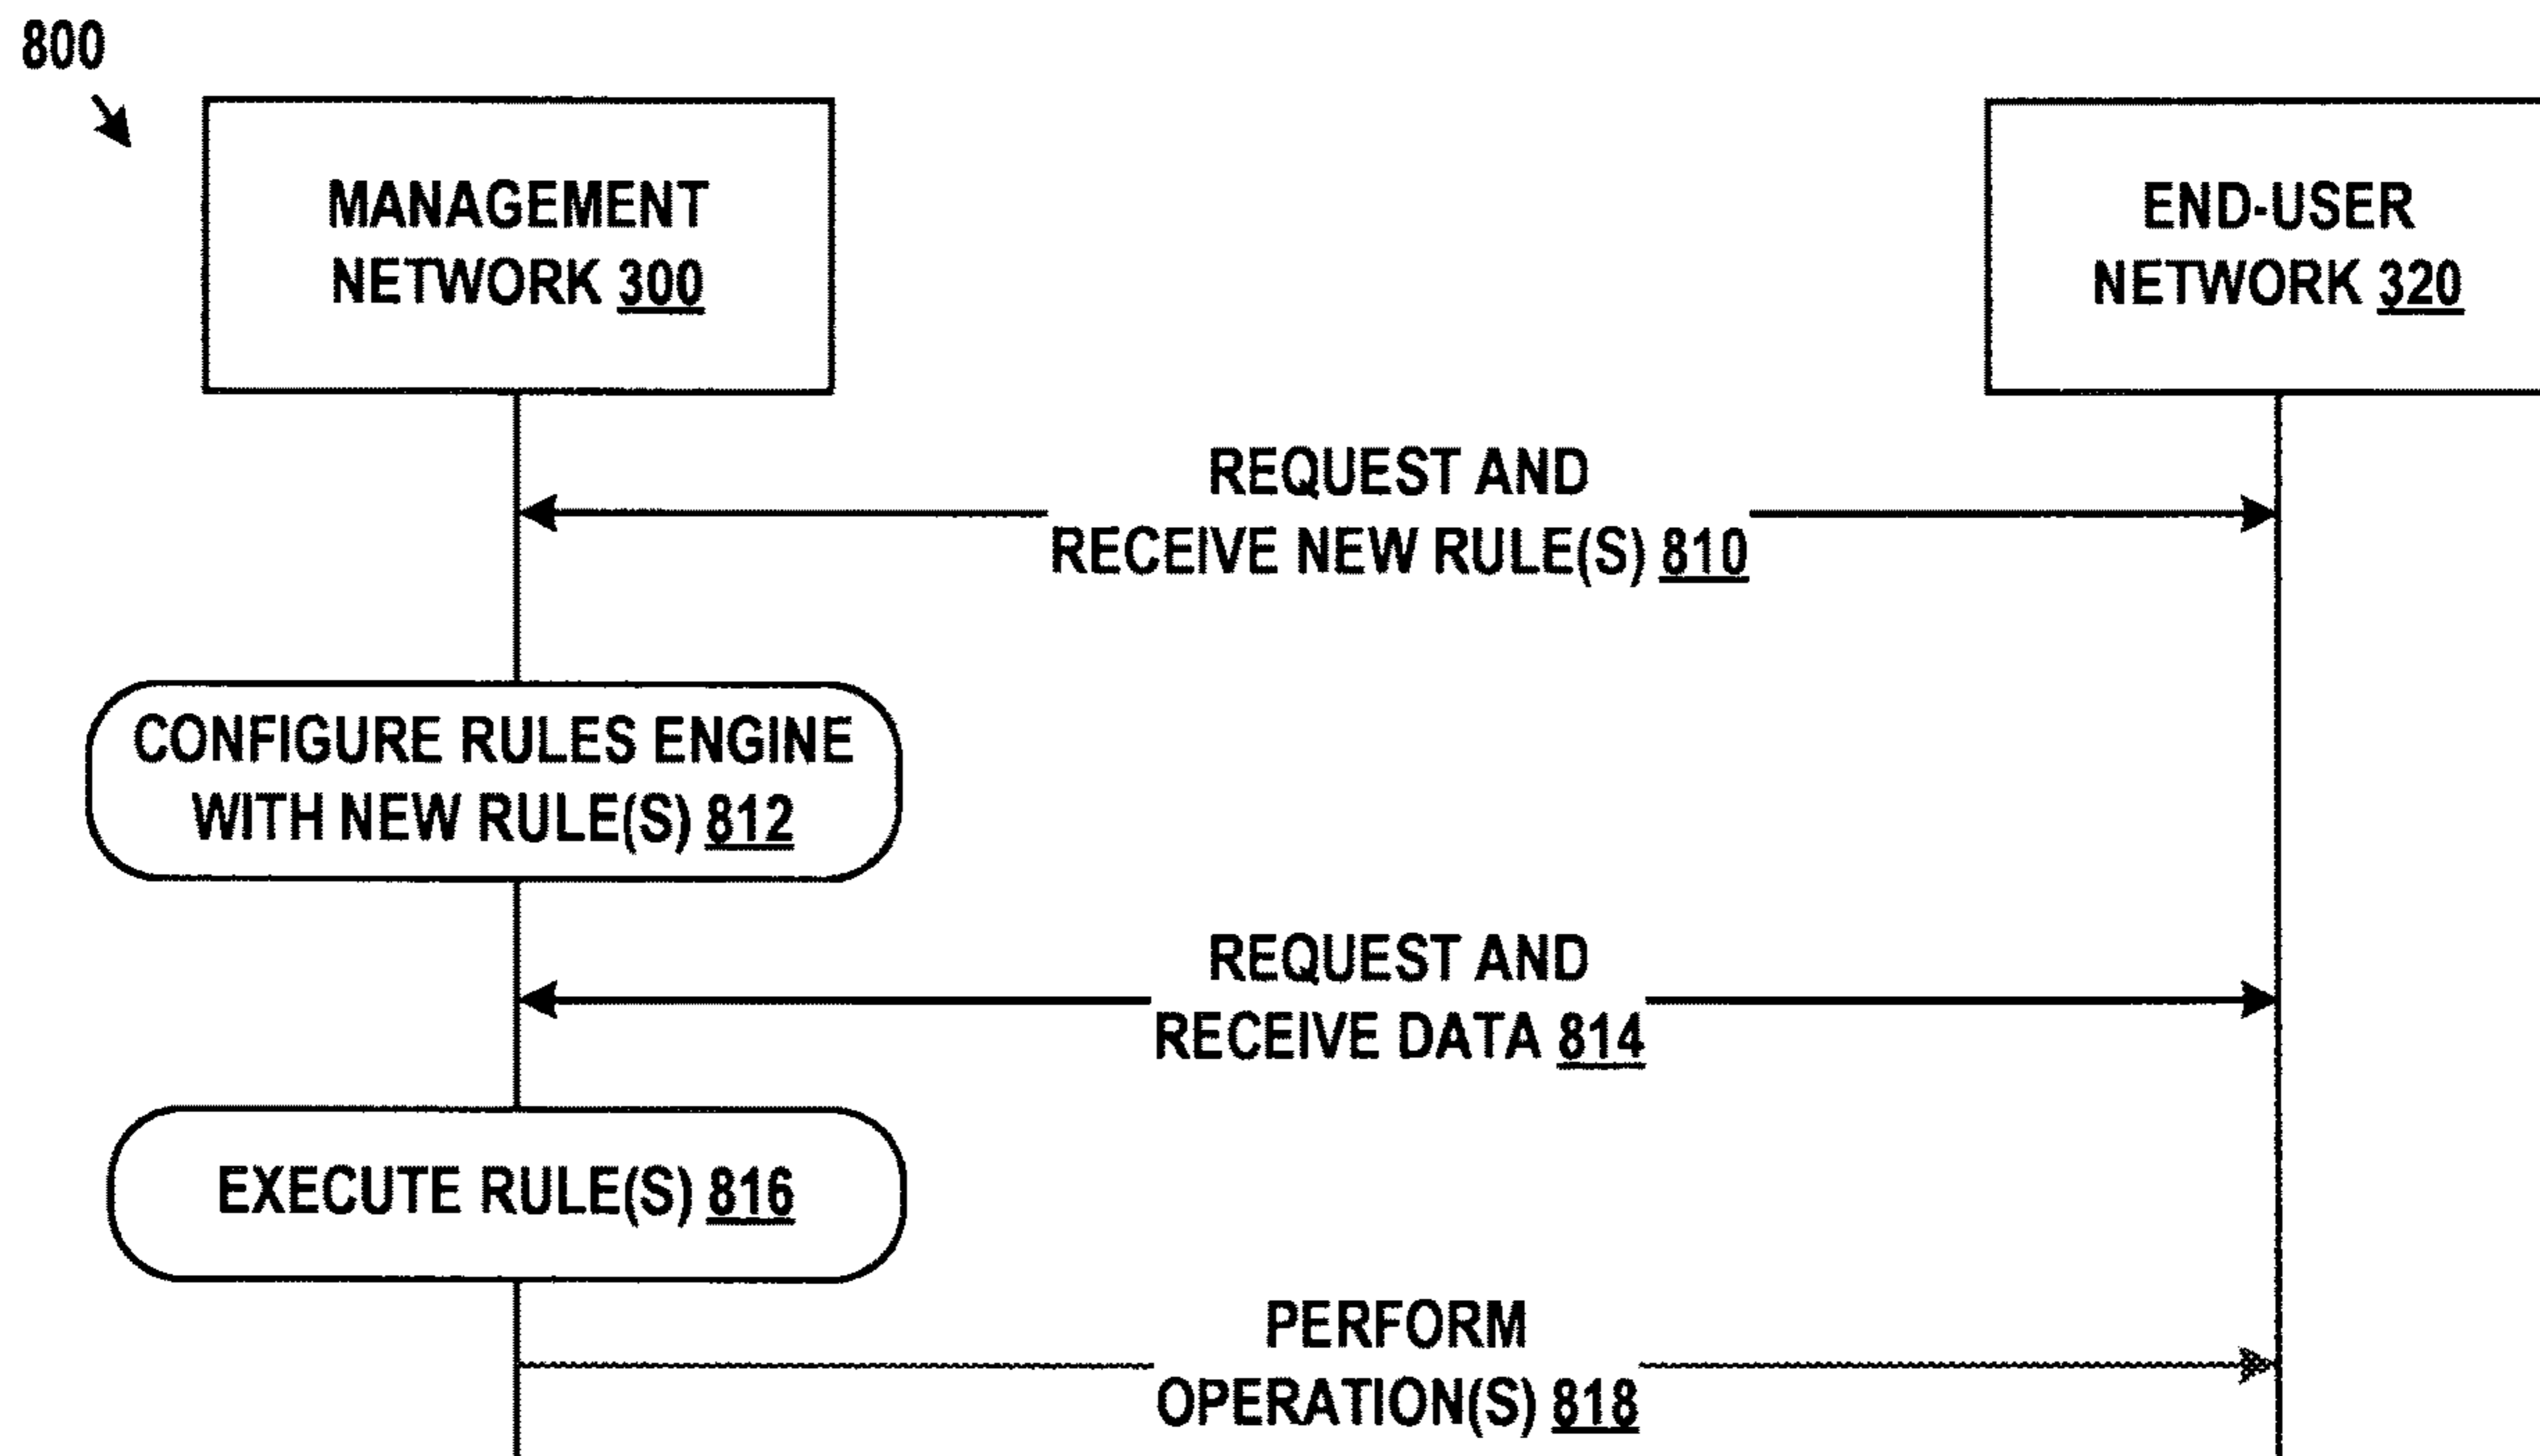 800
MANAGEMENT
NETWORK 300
END-USER
NETWORK 320
REQUEST AND
RECEIVE NEW RULE(S) 810
CONFIGURE RULES ENGINE
WITH NEW RULE(S) 812
REQUEST AND
RECEIVE DATA 814
EXECUTE RULE(S) 816
PERFORM
OPERATION(S) 818